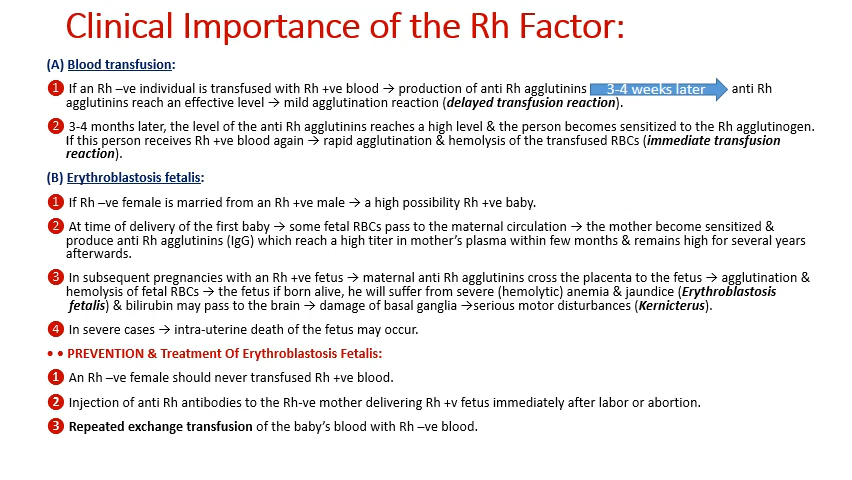 Clinical Importance of the Rh Factor:
(A) Blood transfusion:
1 If an Rh –ve individual is transfused with Rh +ve blood → production of anti Rh agglutinins 3-4 weeks later anti Rh
agglutinins reach an effective level → mild agglutination reaction (delayed transfusion reaction).
2 3-4 months later, the level of the anti Rh agglutinins reaches a high level & the person becomes sensitized to the Rh agglutinogen.
If this person receives Rh +ve blood again → rapid agglutination & hemolysis of the transfused RBCs (immediate transfusion
reaction).
(B) Erythroblastosis fetalis:
1 If Rh –ve female is married from an Rh +ve male → a high possibility Rh +ve baby.
2 At time of delivery of the first baby → some fetal RBCs pass to the maternal circulation → the mother become sensitized &
produce anti Rh agglutinins (IgG) which reach a high titer in mother's plasma within few months & remains high for several years
afterwards.
3 In subsequent pregnancies with an Rh +ve fetus → maternal anti Rh agglutinins cross the placenta to the fetus → agglutination &
hemolysis of fetal RBCs → the fetus if born alive, he will suffer from severe (hemolytic) anemia & jaundice (Erythroblastosis
fetalis) & bilirubin may pass to the brain → damage of basal ganglia →serious motor disturbances (Kernicterus).
4 In severe cases → intra-uterine death of the fetus may occur.
• • PREVENTION & Treatment Of Erythroblastosis Fetalis:
1 An Rh –ve female should never transfused Rh +ve blood.
2 Injection of anti Rh antibodies to the Rh-ve mother delivering Rh +v fetus immediately after labor or abortion.
3 Repeated exchange transfusion of the baby's blood with Rh –ve blood.